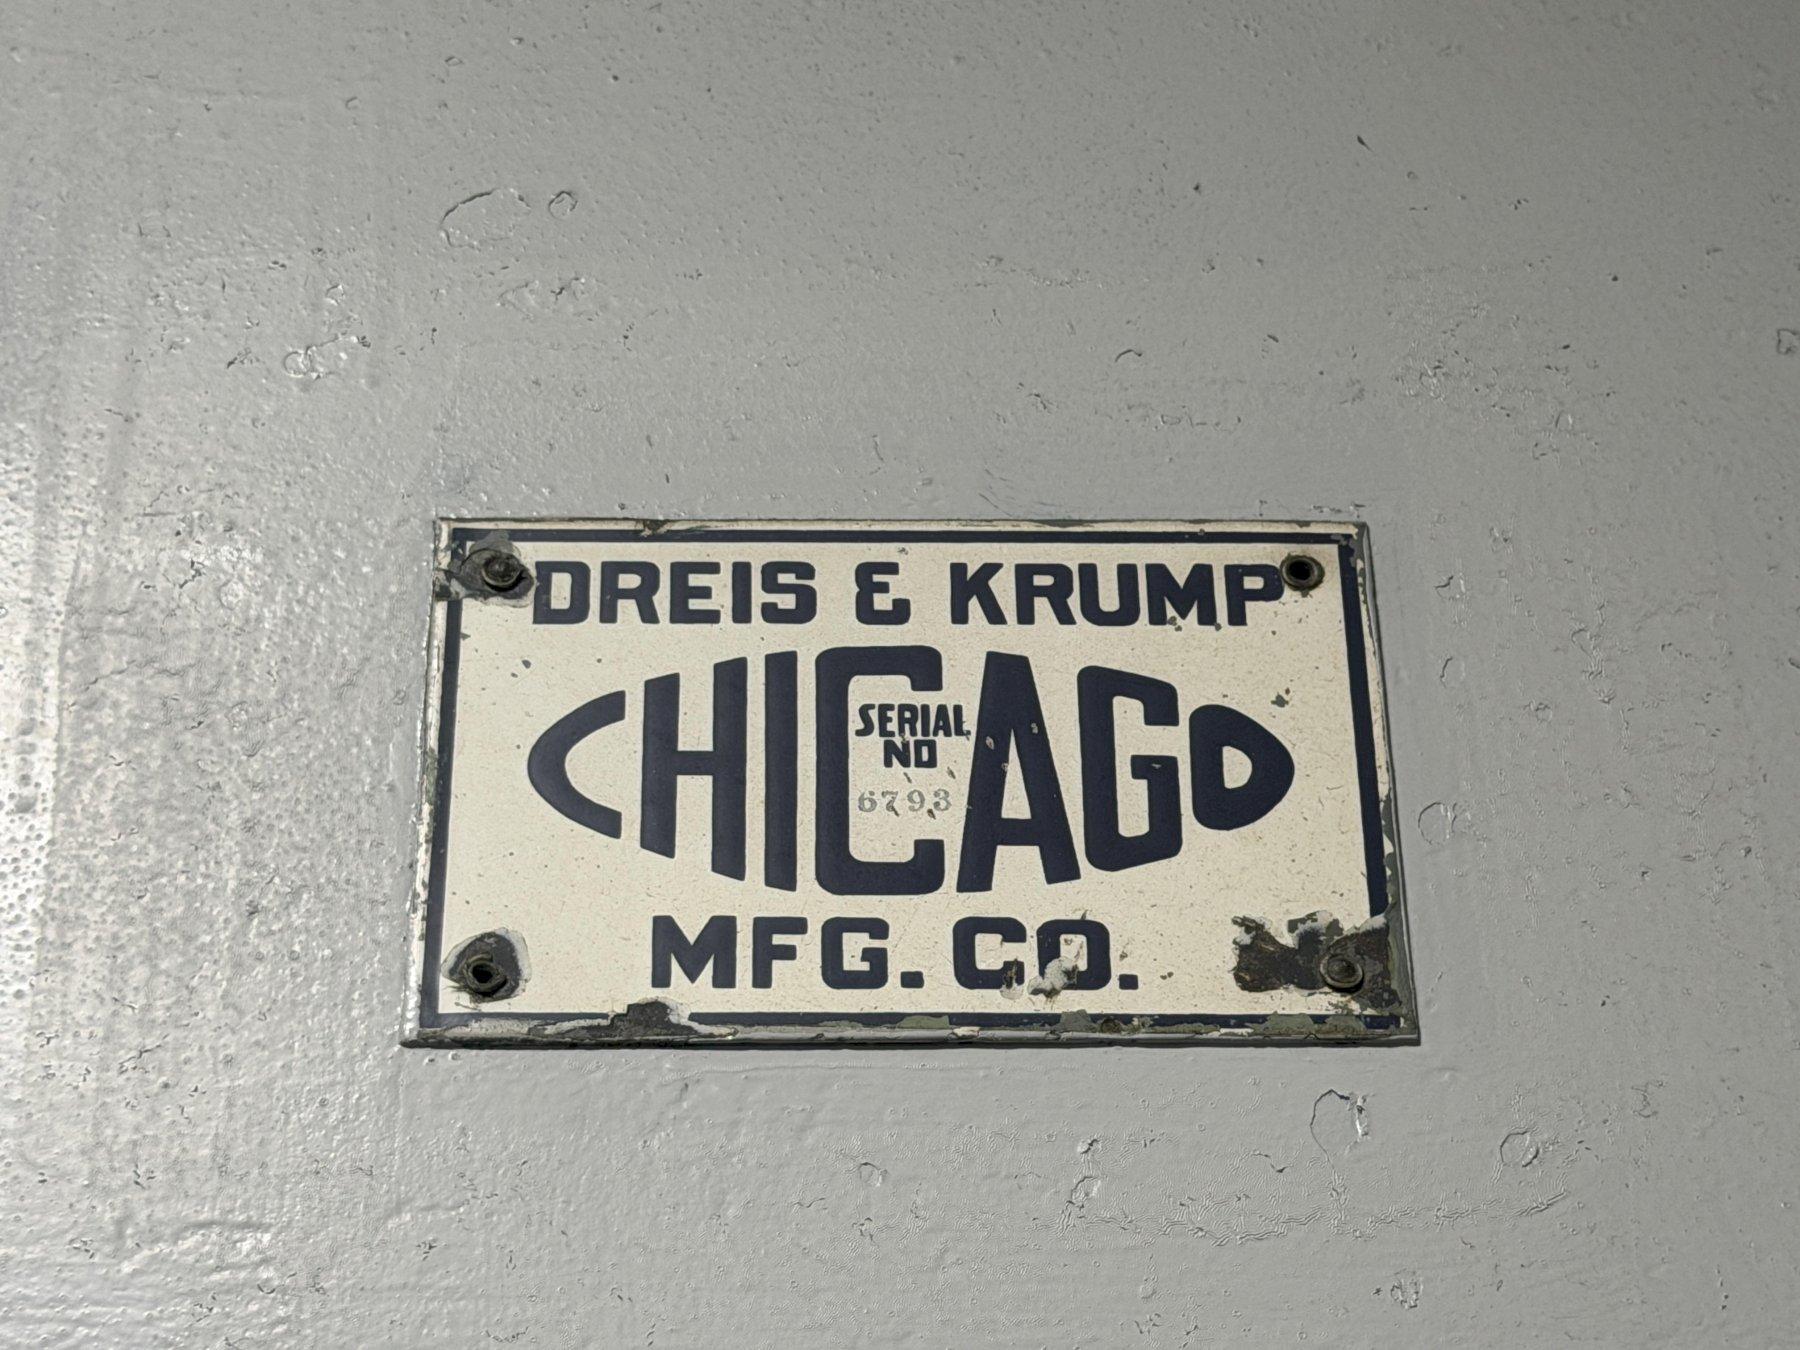 DREIS & KRUMP
CHICAGO
SERIAL
NO
6793
MFG. CO.